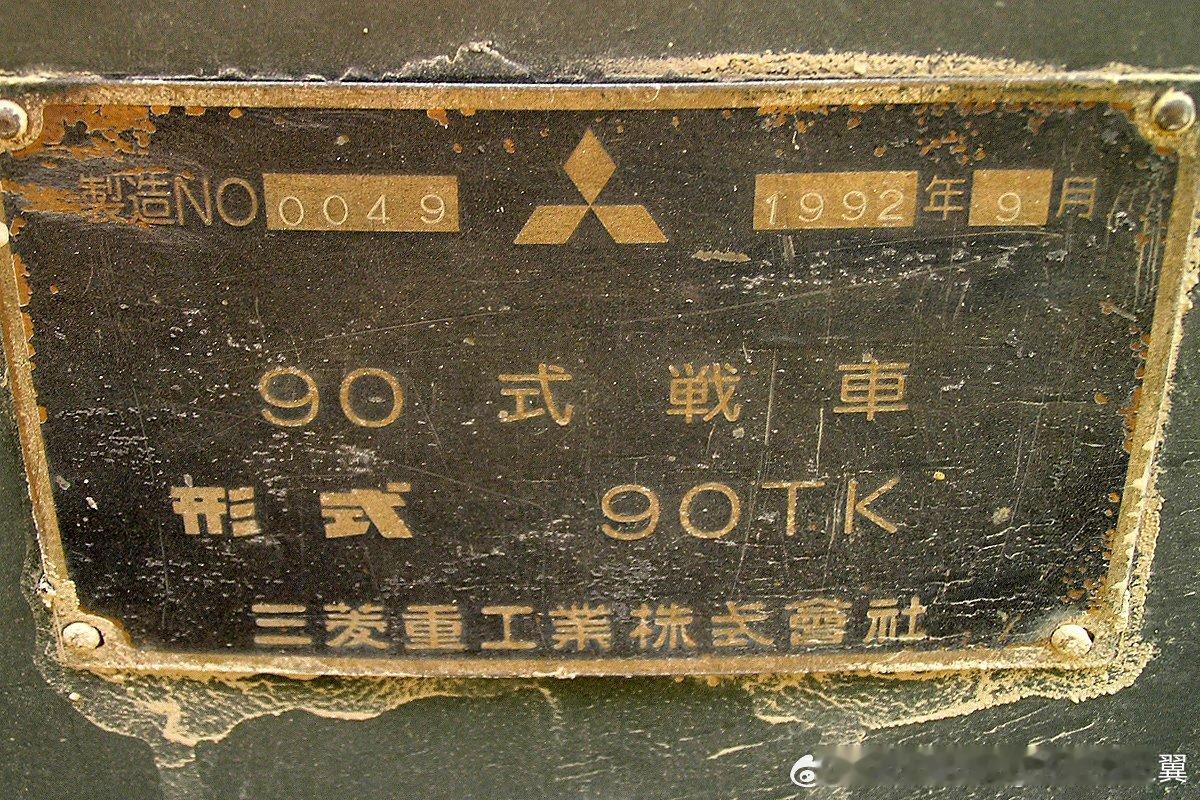 製造NO 0049 1992年9月
90式戦車
形式 90TK
三菱重工業株式會社
翼